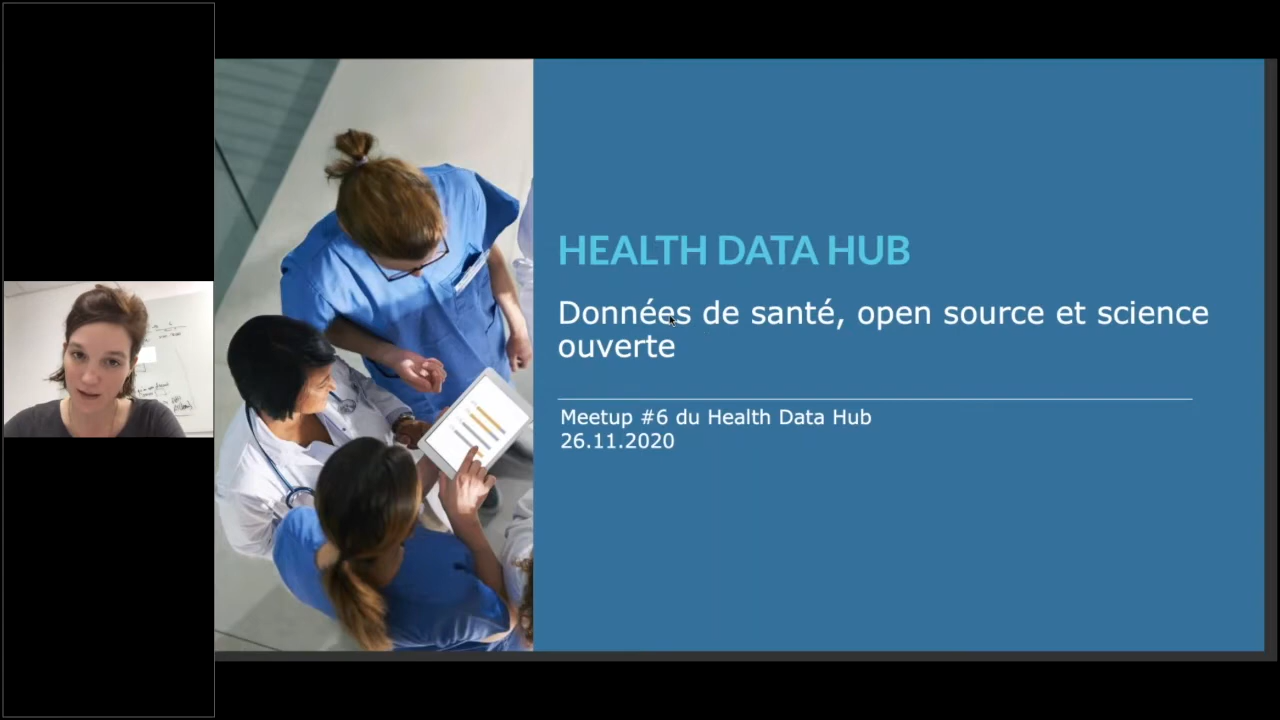 HEALTH DATA HUB
Données de santé, open source et science
ouverte
Meetup #6 du Health Data Hub
26.11.2020